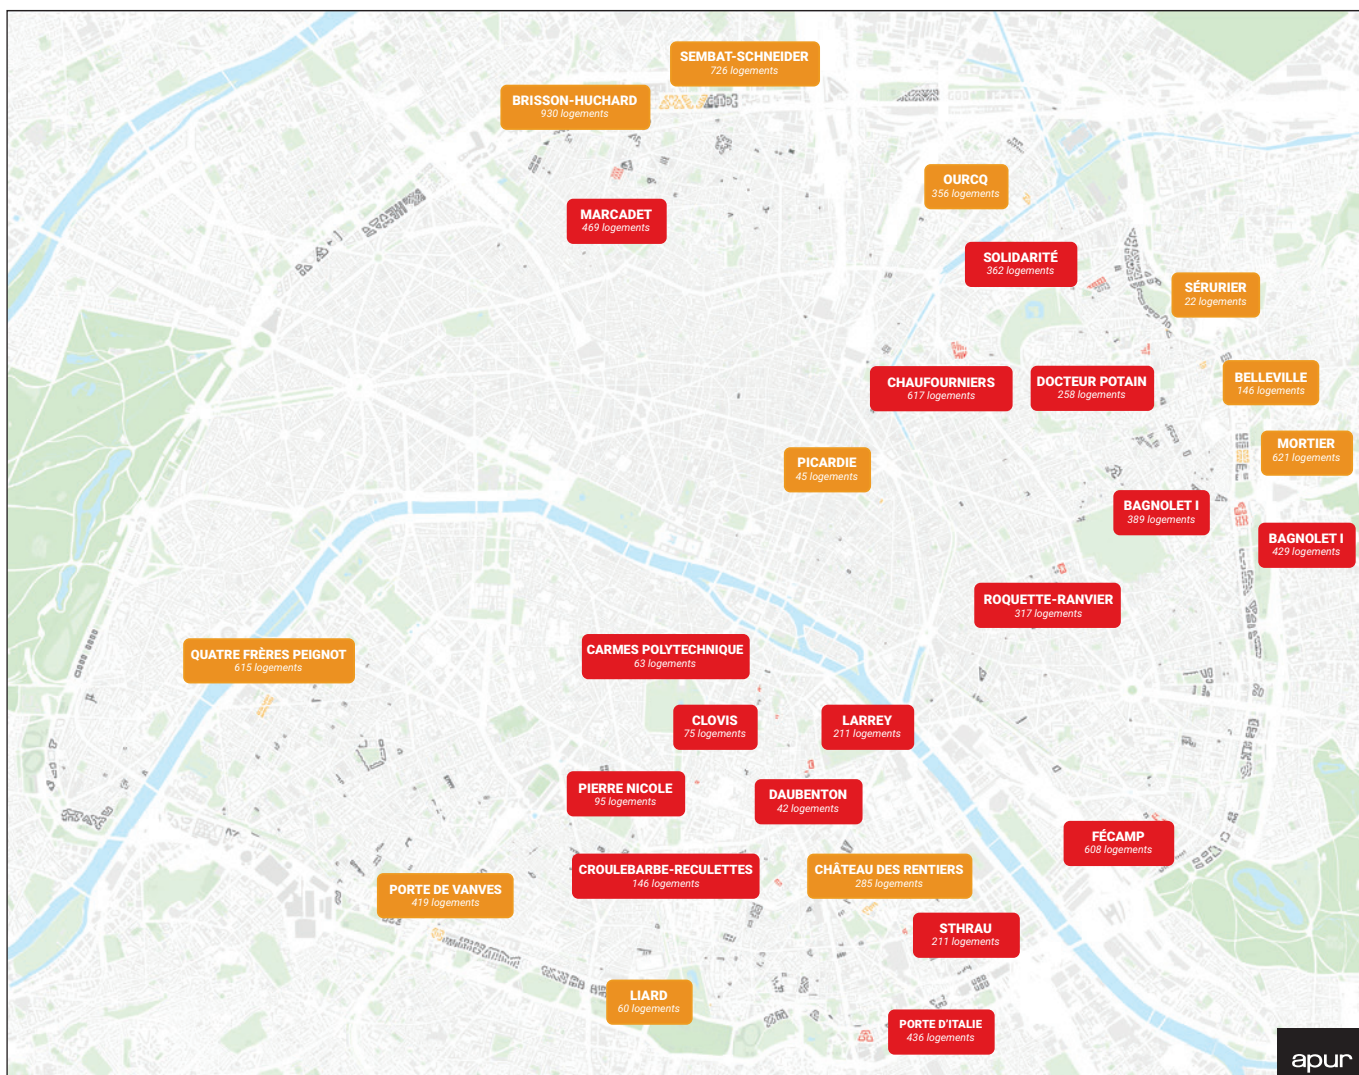 SEMBAT-SCHNEIDER
726 logements
BRISSON-HUCHARD
930 logements
OURCQ
356 logements
MARCADET
469 logements
SOLIDARITÉ
362 logements
SÉRURIER
22 logements
CHAUFOURNIERS
617 logements
DOCTEUR POTAIN
258 logements
BELLEVILLE
146 logements
MORTIER
621 logements
PICARDIE
45 logements
BAGNOLET I
389 logements
BAGNOLET I
429 logements
ROQUETTE-RANVIER
317 logements
CARMES POLYTECHNIQUE
63 logements
QUATRE FRÈRES PEIGNOT
615 logements
CLOVIS
75 logements
LARREY
211 logements
PIERRE NICOLE
95 logements
DAUBENTON
42 logements
FÉCAMP
608 logements
CROULEBARBE-RECULETTES
146 logements
CHÂTEAU DES RENTIERS
285 logements
PORTE DE VANVES
419 logements
STHRAU
211 logements
LIARD
60 logements
PORTE D'ITALIE
436 logements
apur